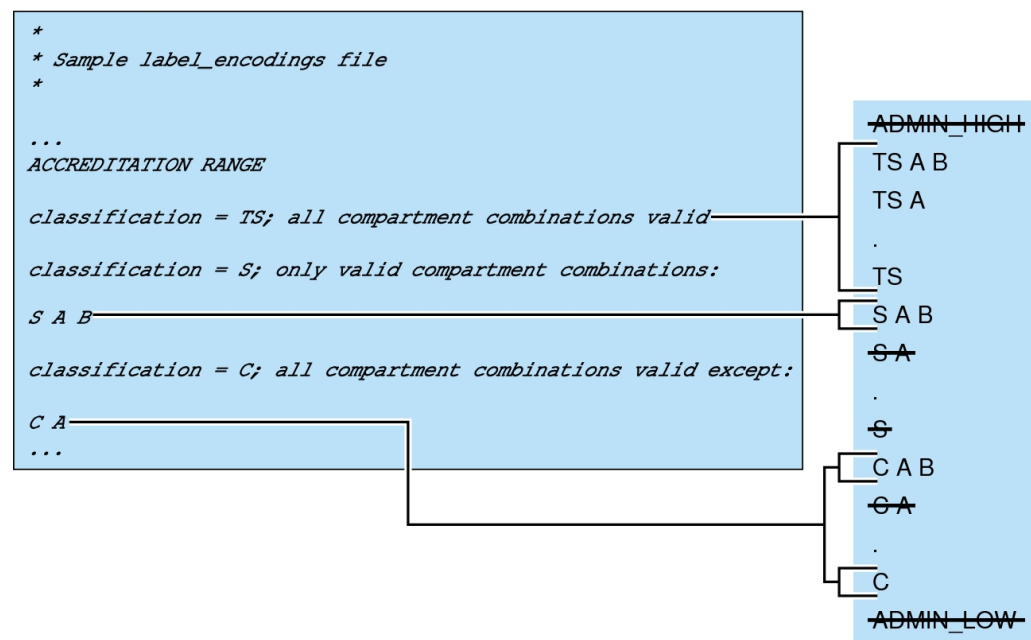 *
* Sample label_encodings file
*
...
ACCREDITATION RANGE
classification = TS; all compartment combinations valid
classification = S; only valid compartment combinations:
S A B
classification = C; all compartment combinations valid except:
C A
...
ADMIN_HIGH
TS A B
TS A
.
TS
S A B
S A
.
S
C A B
C A
.
C
ADMIN_LOW